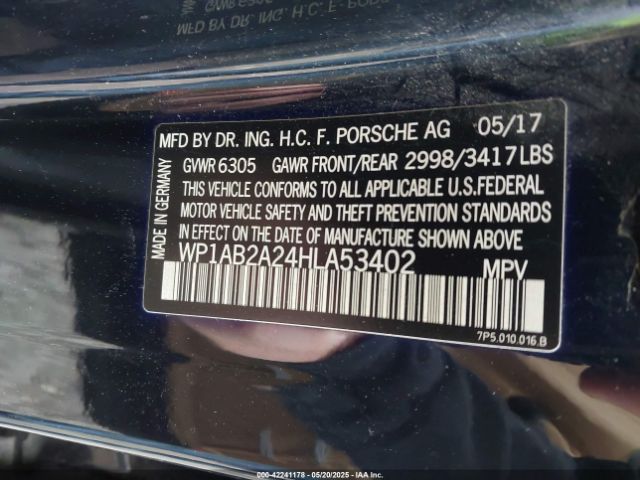 MFD BY DR. ING. H.C. F. PORSCHE AG 05/17
GVWR 6305 GAWR FRONT/REAR 2998/3417LBS
THIS VEHICLE CONFORMS TO ALL APPLICABLE U.S.FEDERAL
MOTOR VEHICLE SAFETY AND THEFT PREVENTION STANDARDS
IN EFFECT ON THE DATE OF MANUFACTURE SHOWN ABOVE
WP1AB2A24HLA53402 MPV
MADE IN GERMANY
7P5.010.016.B
000-42241178 - 05/20/2025 - IAA Inc.